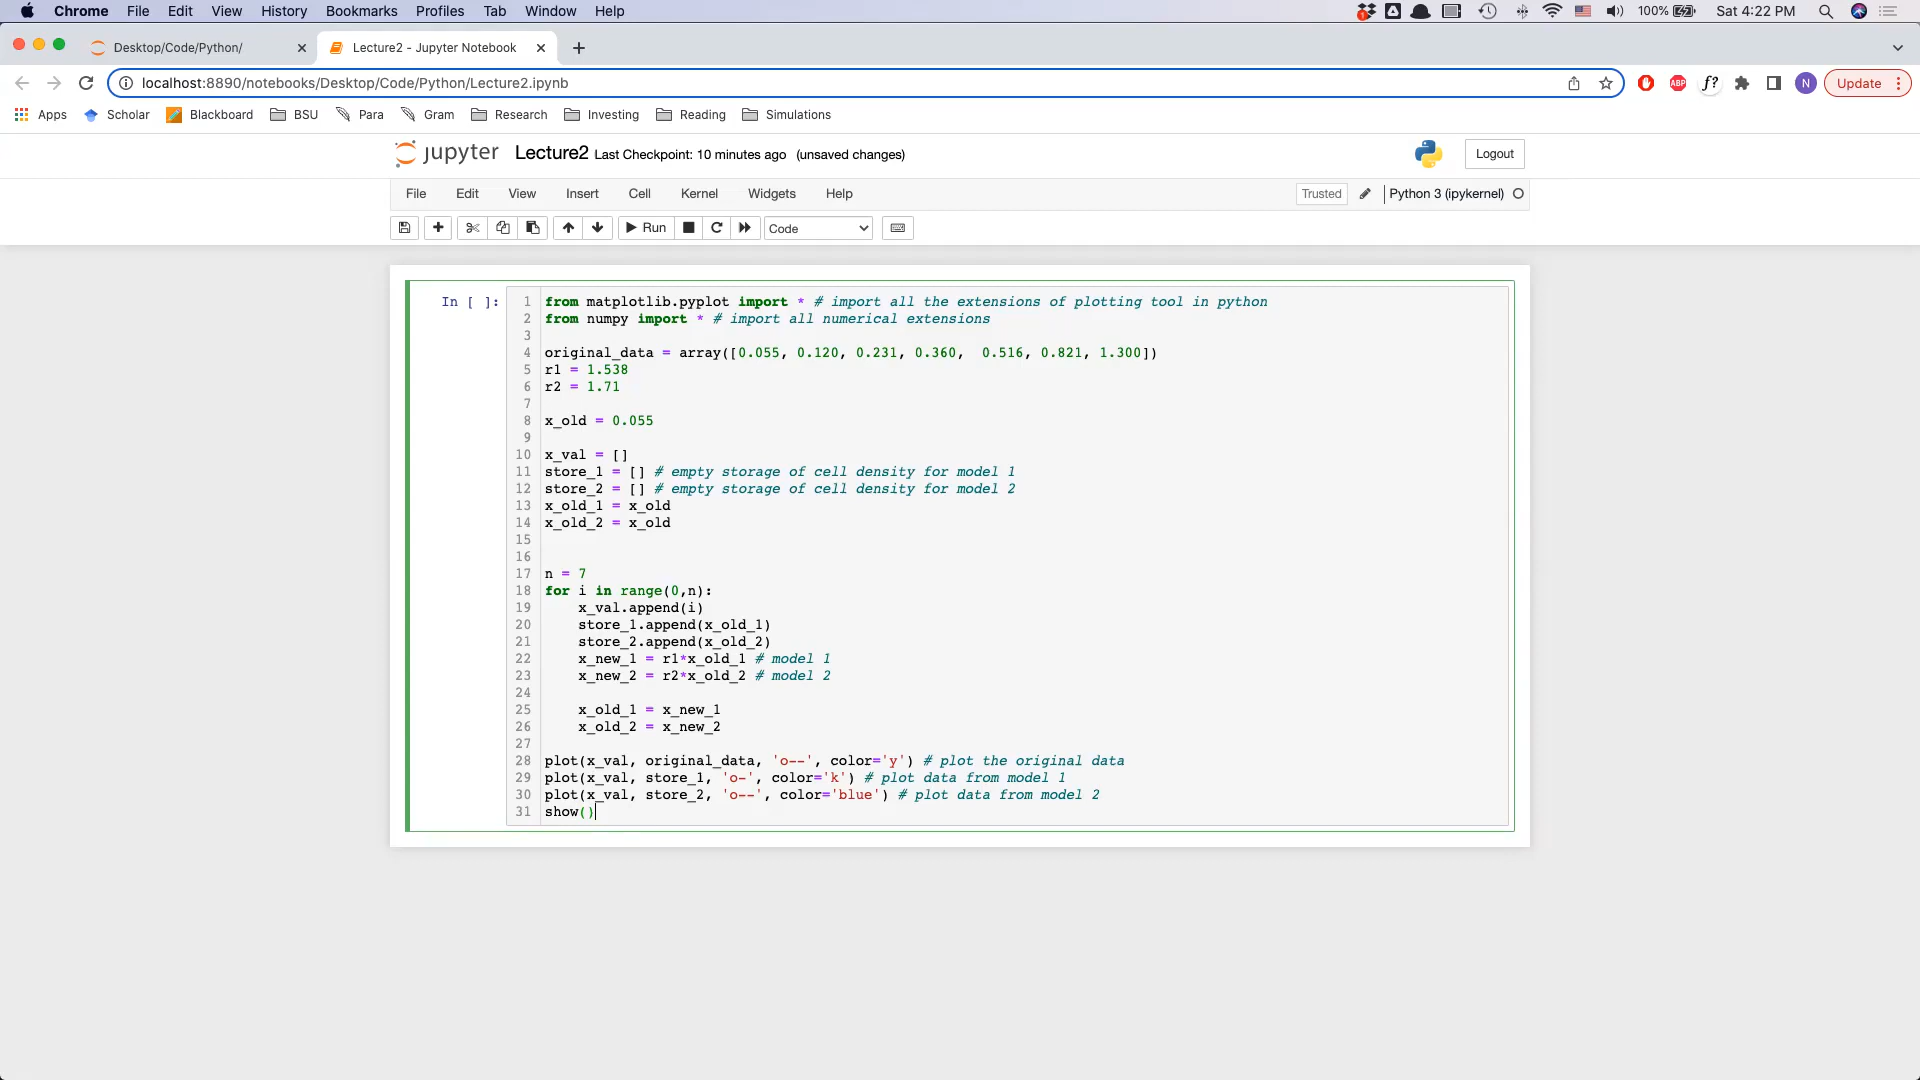 Chrome File Edit View History Bookmarks Profiles Tab Window Help 100% Sat 4:22 PM
Desktop/Code/Python/ Lecture2 - Jupyter Notebook
localhost:8890/notebooks/Desktop/Code/Python/Lecture2.ipynb ABP f? N Update
Apps Scholar Blackboard BSU Para Gram Research Investing Reading Simulations
jupyter Lecture2 Last Checkpoint: 10 minutes ago (unsaved changes) Logout
File Edit View Insert Cell Kernel Widgets Help Trusted Python 3 (ipykernel)
Run Code
In [ ]: 1 from matplotlib.pyplot import * # import all the extensions of plotting tool in python
2 from numpy import * # import all numerical extensions
3
4 original_data = array([0.055, 0.120, 0.231, 0.360,  0.516, 0.821, 1.300])
5 r1 = 1.538
6 r2 = 1.71
7
8 x_old = 0.055
9
10 x_val = []
11 store_1 = [] # empty storage of cell density for model 1
12 store_2 = [] # empty storage of cell density for model 2
13 x_old_1 = x_old
14 x_old_2 = x_old
15
16
17 n = 7
18 for i in range(0,n):
19     x_val.append(i)
20     store_1.append(x_old_1)
21     store_2.append(x_old_2)
22     x_new_1 = r1*x_old_1 # model 1
23     x_new_2 = r2*x_old_2 # model 2
24
25     x_old_1 = x_new_1
26     x_old_2 = x_new_2
27
28 plot(x_val, original_data, 'o--', color='y') # plot the original data
29 plot(x_val, store_1, 'o-', color='k') # plot data from model 1
30 plot(x_val, store_2, 'o--', color='blue') # plot data from model 2
31 show()